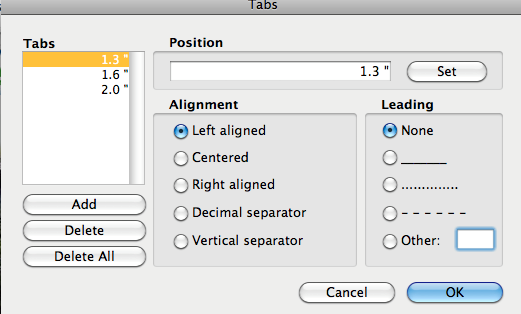 Tabs
Tabs
1.3 "
1.6 "
2.0 "
Add
Delete
Delete All
Position
1.3 "
Set
Alignment
Left aligned
Centered
Right aligned
Decimal separator
Vertical separator
Leading
None
______
..............
– – – – – –
Other:
Cancel
OK